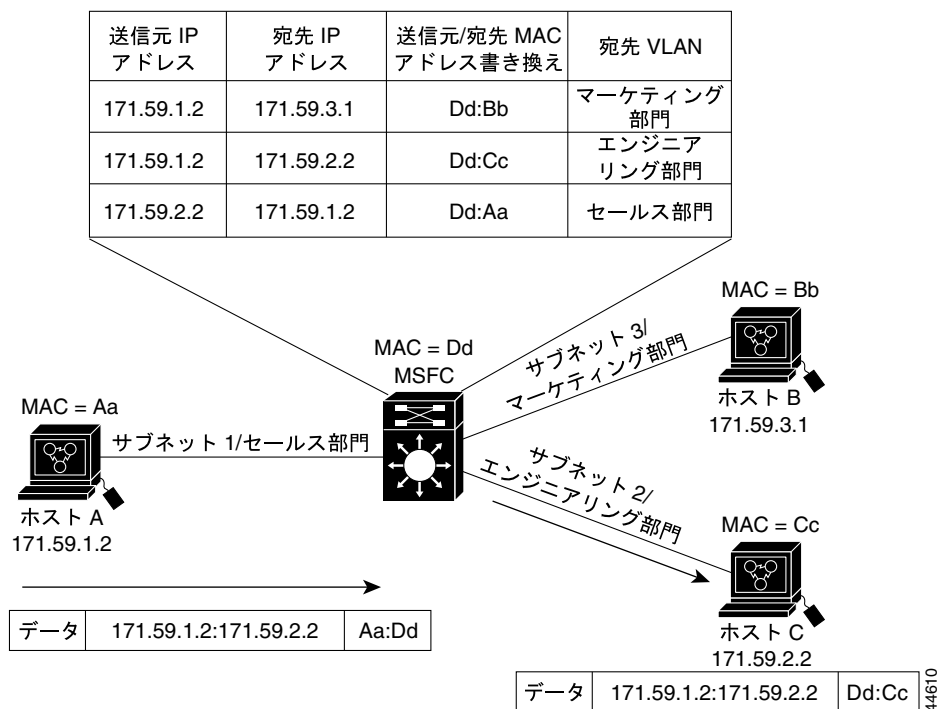 送信元 IP
アドレス
宛先 IP
アドレス
送信元/宛先 MAC
アドレス書き換え
宛先 VLAN
171.59.1.2
171.59.3.1
Dd:Bb
マーケティング
部門
171.59.1.2
171.59.2.2
Dd:Cc
エンジニア
リング部門
171.59.2.2
171.59.1.2
Dd:Aa
セールス部門
MAC = Bb
サブネット 3/
マーケティング部門
MAC = Dd
MSFC
ホスト B
171.59.3.1
MAC = Aa
サブネット 1/セールス部門
サブネット 2/
エンジニアリング部門
ホスト A
171.59.1.2
MAC = Cc
データ
171.59.1.2:171.59.2.2
Aa:Dd
ホスト C
171.59.2.2
データ
171.59.1.2:171.59.2.2
Dd:Cc
44610